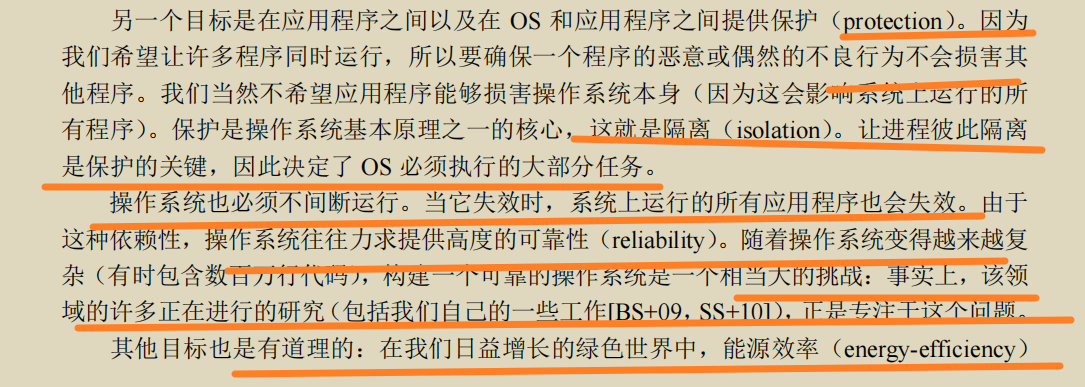 另一个目标是在应用程序之间以及在 OS 和应用程序之间提供保护（protection）。因为
我们希望让许多程序同时运行，所以要确保一个程序的恶意或偶然的不良行为不会损害其
他程序。我们当然不希望应用程序能够损害操作系统本身（因为这会影响系统上运行的所
有程序）。保护是操作系统基本原理之一的核心，这就是隔离（isolation）。让进程彼此隔离
是保护的关键，因此决定了 OS 必须执行的大部分任务。
操作系统也必须不间断运行。当它失效时，系统上运行的所有应用程序也会失效。由于
这种依赖性，操作系统往往力求提供高度的可靠性（reliability）。随着操作系统变得越来越复
杂（有时包含数百万行代码），构建一个可靠的操作系统是一个相当大的挑战：事实上，该领
域的许多正在进行的研究（包括我们自己的一些工作[BS+09，SS+10]），正是专注于这个问题。
其他目标也是有道理的：在我们日益增长的绿色世界中，能源效率（energy-efficiency）